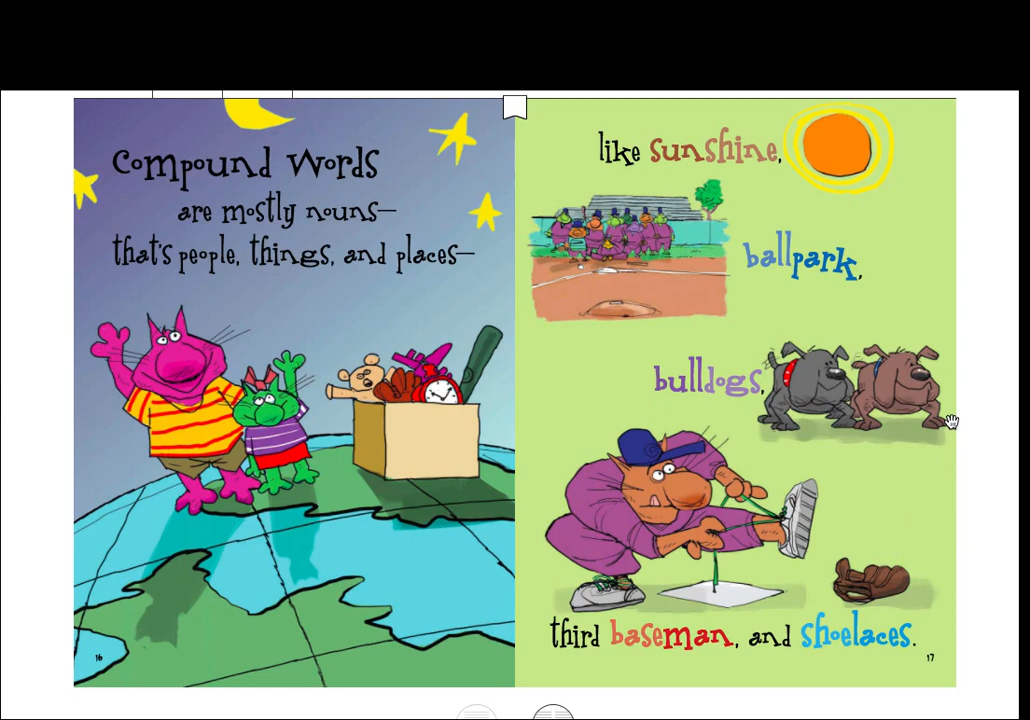 Compound Words
are mostly nouns—
that's people, things, and places—
16
like sunshine,
ballpark,
bulldogs,
third baseman, and shoelaces.
17